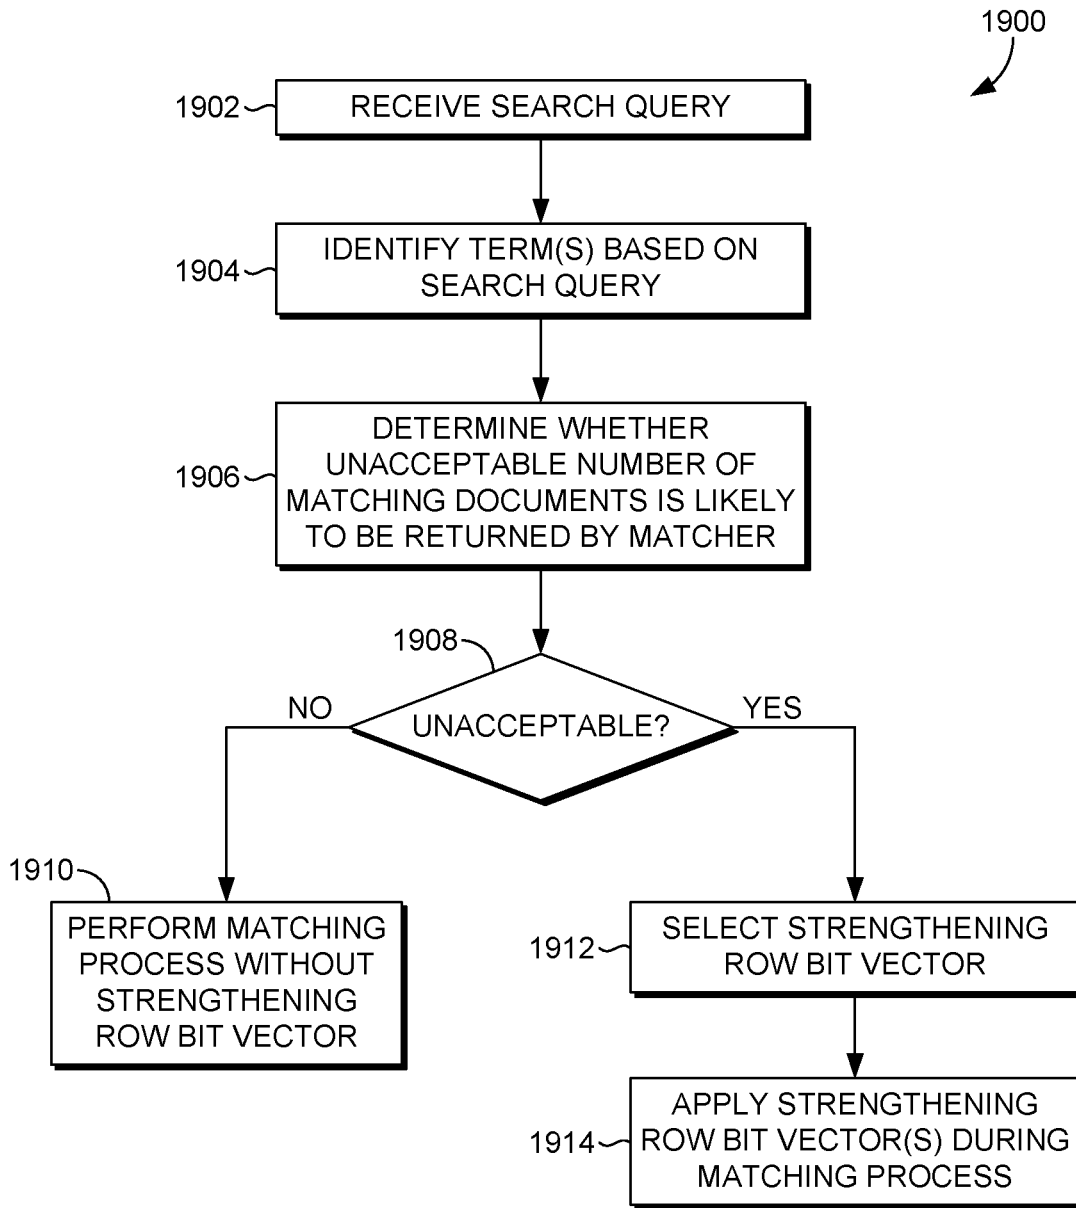 1900
1902
RECEIVE SEARCH QUERY
1904
IDENTIFY TERM(S) BASED ON
SEARCH QUERY
1906
DETERMINE WHETHER
UNACCEPTABLE NUMBER OF
MATCHING DOCUMENTS IS LIKELY
TO BE RETURNED BY MATCHER
1908
UNACCEPTABLE?
NO
YES
1910
PERFORM MATCHING
PROCESS WITHOUT
STRENGTHENING
ROW BIT VECTOR
1912
SELECT STRENGTHENING
ROW BIT VECTOR
1914
APPLY STRENGTHENING
ROW BIT VECTOR(S) DURING
MATCHING PROCESS